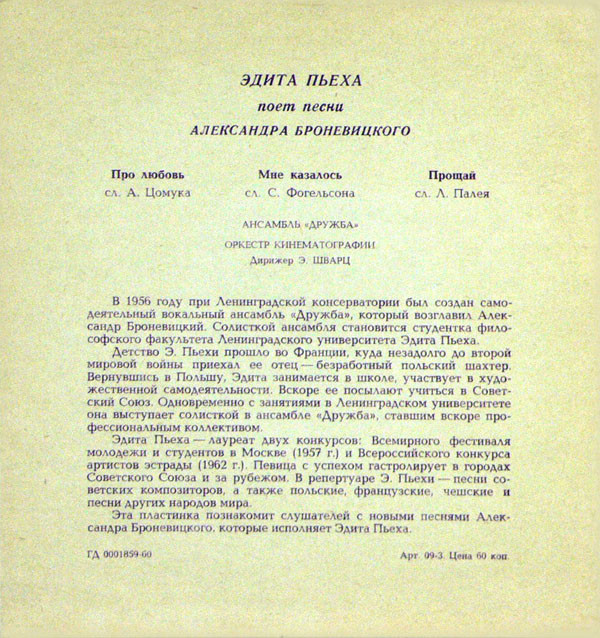 ЭДИТА ПЬЕХА
поет песни
АЛЕКСАНДРА БРОНЕВИЦКОГО
Про любовь Мне казалось Прощай
сл. А. Цомука сл. С. Фогельсона сл. Л. Палея
АНСАМБЛЬ «ДРУЖБА»
ОРКЕСТР КИНЕМАТОГРАФИИ
Дирижер Э. ШВАРЦ
В 1956 году при Ленинградской консерватории был создан само-
деятельный вокальный ансамбль «Дружба», который возглавил Алек-
сандр Броневицкий. Солисткой ансамбля становится студентка фило-
софского факультета Ленинградского университета Эдита Пьеха.
Детство Э. Пьехи прошло во Франции, куда незадолго до второй
мировой войны приехал ее отец — безработный польский шахтер.
Вернувшись в Польшу, Эдита занимается в школе, участвует в худо-
жественной самодеятельности. Вскоре ее посылают учиться в Совет-
ский Союз. Одновременно с занятиями в Ленинградском университете
она выступает солисткой в ансамбле «Дружба», ставшим вскоре про-
фессиональным коллективом.
Эдита Пьеха — лауреат двух конкурсов: Всемирного фестиваля
молодежи и студентов в Москве (1957 г.) и Всероссийского конкурса
артистов эстрады (1962 г.). Певица с успехом гастролирует в городах
Советского Союза и за рубежом. В репертуаре Э. Пьехи — песни со-
ветских композиторов, а также польские, французские, чешские и
песни других народов мира.
Эта пластинка познакомит слушателей с новыми песнями Алек-
сандра Броневицкого, которые исполняет Эдита Пьеха.
ГД 0001859-60 Арт. 09-3. Цена 60 коп.